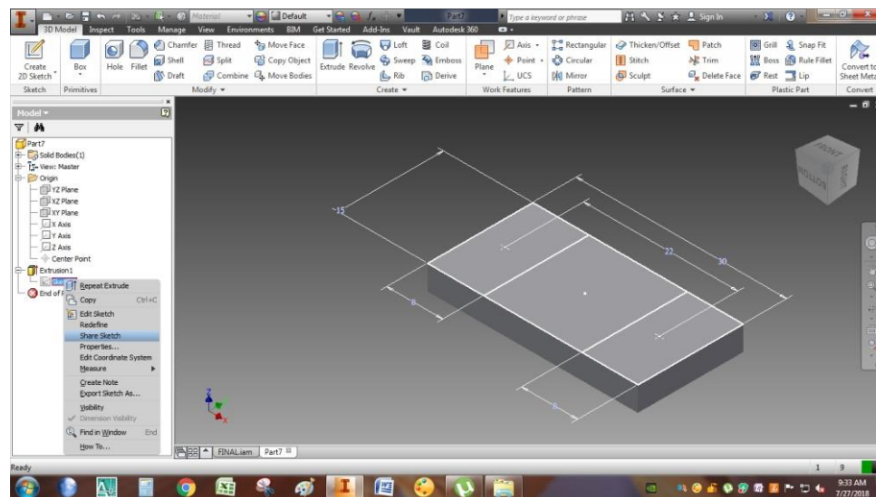 Material Default Part7 Type a keyword or phrase Sign In
3D Model Inspect Tools Manage View Environments BIM Get Started Add-Ins Vault Autodesk 360
Create 2D Sketch
Box
Hole Fillet
Chamfer Thread Move Face
Shell Split Copy Object
Draft Combine Move Bodies
Extrude Revolve
Loft Coil
Sweep Emboss
Rib Derive
Plane
Axis
Point
UCS
Rectangular
Circular
Mirror
Thicken/Offset Patch
Stitch Trim
Sculpt Delete Face
Grill Snap Fit
Boss Rule Fillet
Rest Lip
Convert to
Sheet Meta
Sketch Primitives Modify Create Work Features Pattern Surface Plastic Part Convert
Model
Part7
Solid Bodies(1)
View: Master
Origin
YZ Plane
XZ Plane
XY Plane
X Axis
Y Axis
Z Axis
Center Point
Extrusion1
End of
Repeat Extrude
Copy Ctrl+C
Edit Sketch
Redefine
Share Sketch
Properties...
Edit Coordinate System
Measure
Create Note
Export Sketch As...
Visibility
Dimension Visibility
Find in Window End
How To...
15
22
30
8
FRONT
BOTTOM
Z
X
FINAL.iam Part7
Ready 1 9
9:33 AM
7/27/2018